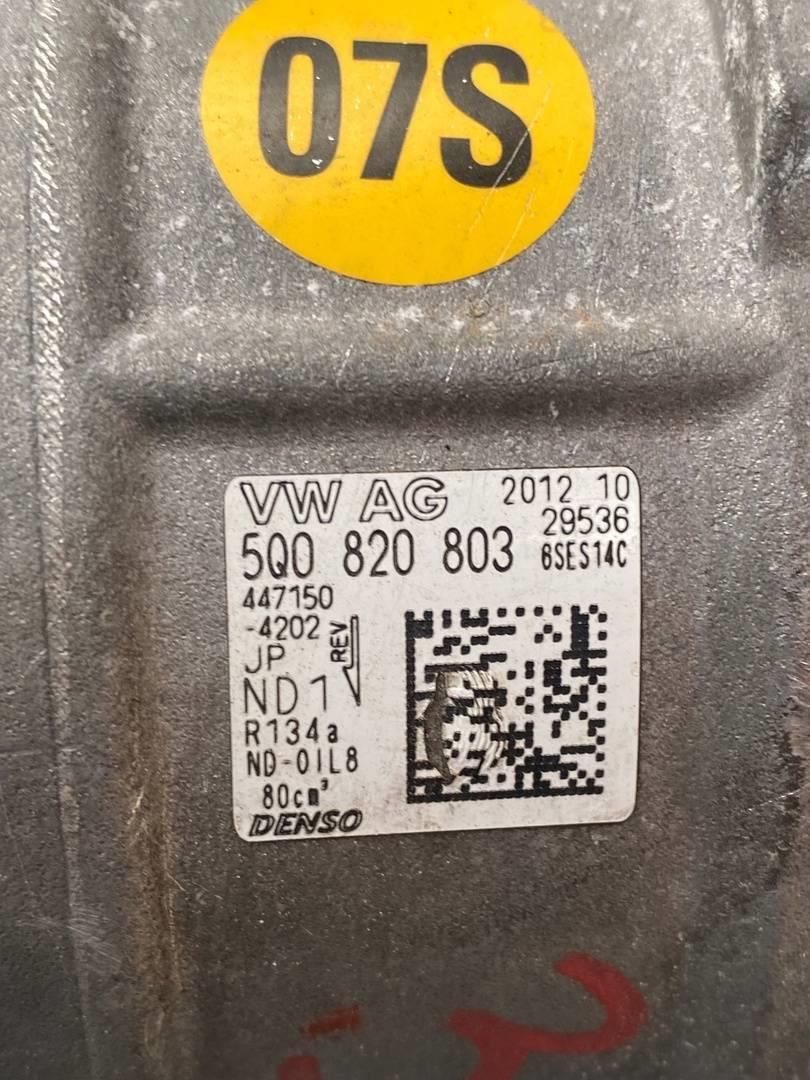 07S
VW AG 2012 10
29536
5Q0 820 803 6SES14C
447150
-4202
REV
JP
ND1
R134a
ND-OIL8
80cm³
DENSO